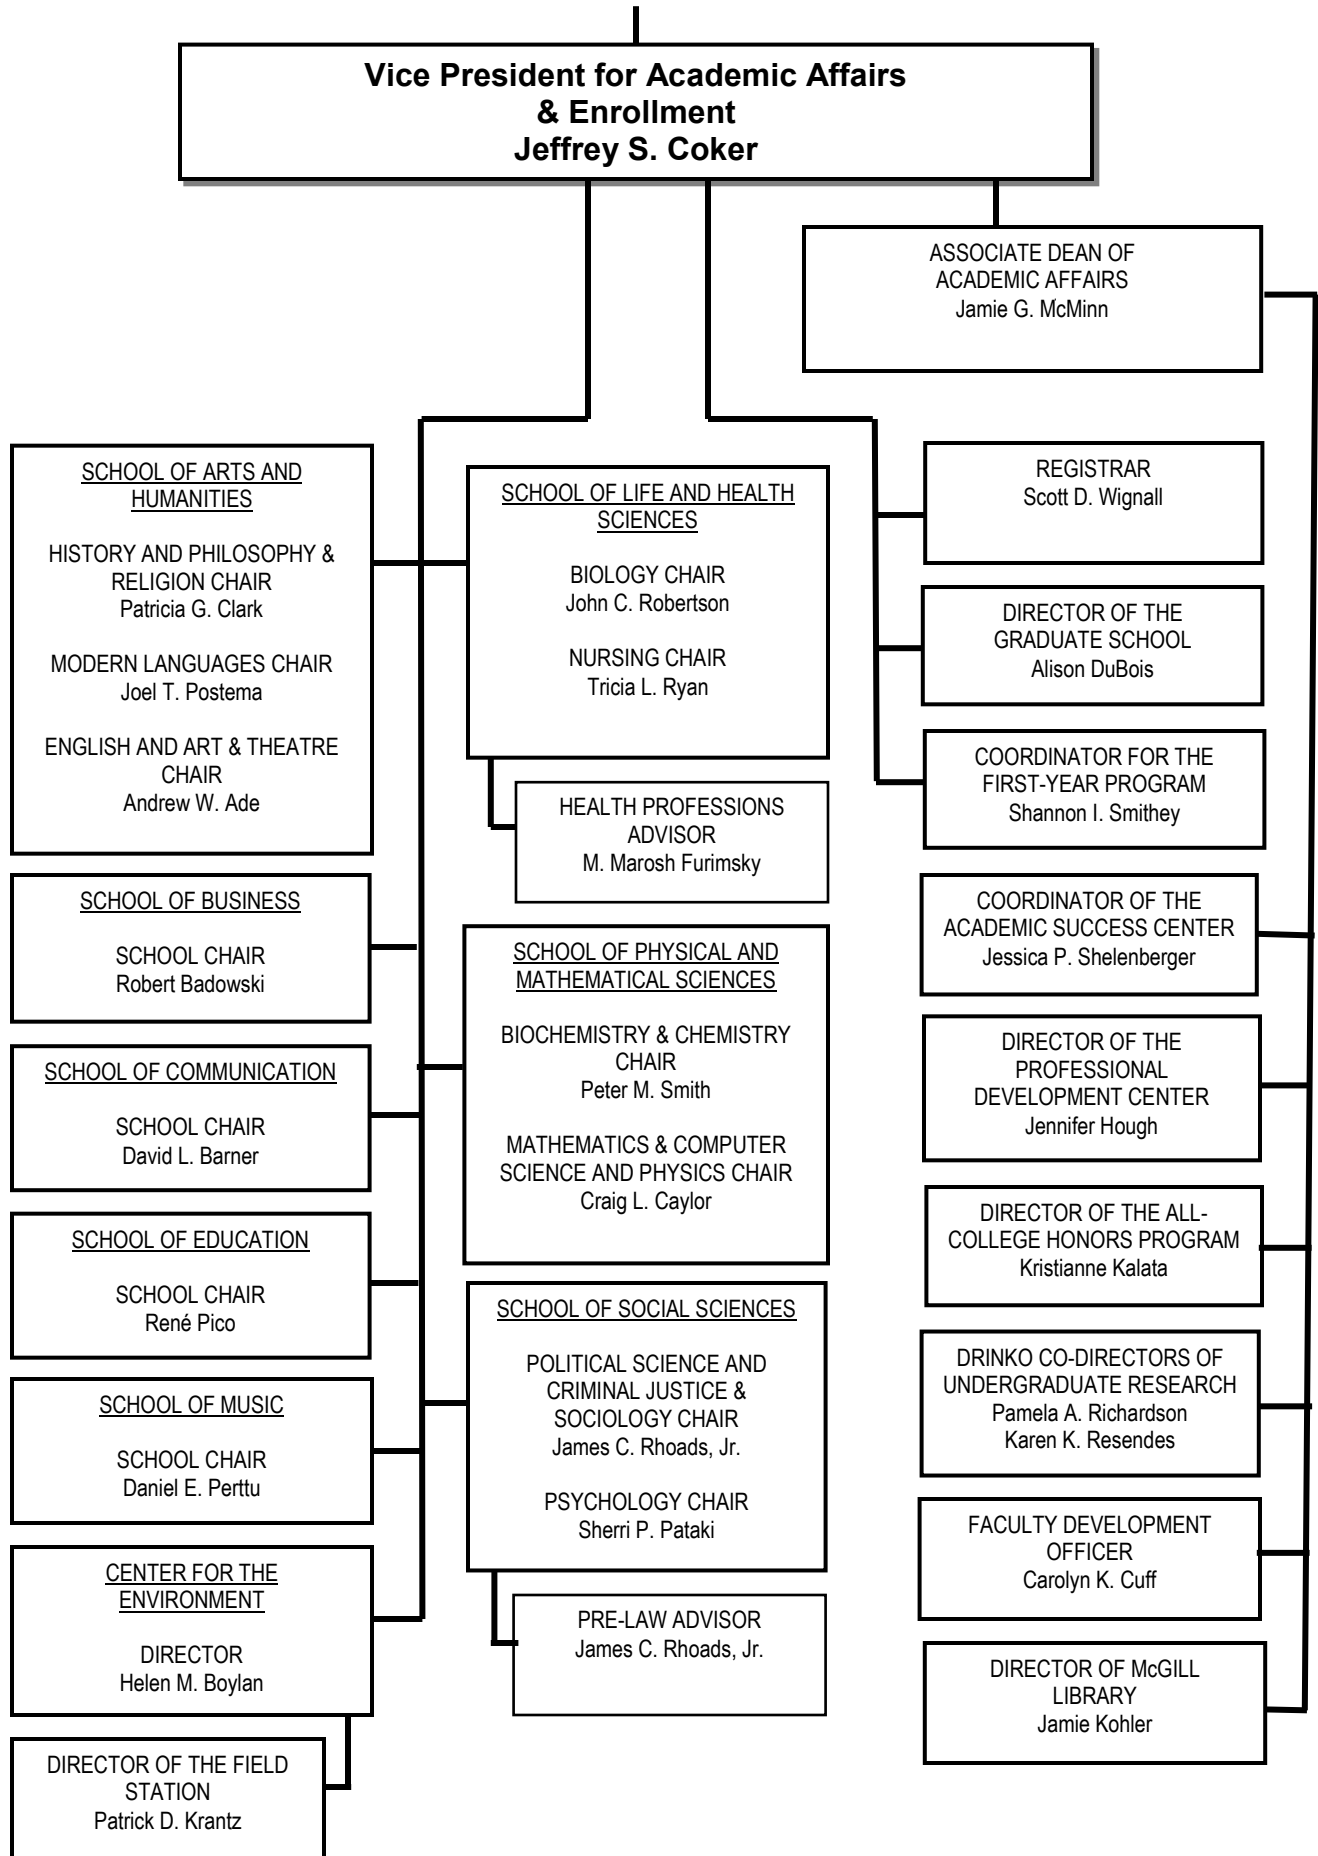 Vice President for Academic Affairs
& Enrollment
Jeffrey S. Coker
ASSOCIATE DEAN OF
ACADEMIC AFFAIRS
Jamie G. McMinn
SCHOOL OF ARTS AND
HUMANITIES
HISTORY AND PHILOSOPHY &
RELIGION CHAIR
Patricia G. Clark
MODERN LANGUAGES CHAIR
Joel T. Postema
ENGLISH AND ART & THEATRE
CHAIR
Andrew W. Ade
SCHOOL OF BUSINESS
SCHOOL CHAIR
Robert Badowski
SCHOOL OF COMMUNICATION
SCHOOL CHAIR
David L. Barner
SCHOOL OF EDUCATION
SCHOOL CHAIR
René Pico
SCHOOL OF MUSIC
SCHOOL CHAIR
Daniel E. Perttu
CENTER FOR THE
ENVIRONMENT
DIRECTOR
Helen M. Boylan
DIRECTOR OF THE FIELD
STATION
Patrick D. Krantz
SCHOOL OF LIFE AND HEALTH
SCIENCES
BIOLOGY CHAIR
John C. Robertson
NURSING CHAIR
Tricia L. Ryan
HEALTH PROFESSIONS
ADVISOR
M. Marosh Furimsky
SCHOOL OF PHYSICAL AND
MATHEMATICAL SCIENCES
BIOCHEMISTRY & CHEMISTRY
CHAIR
Peter M. Smith
MATHEMATICS & COMPUTER
SCIENCE AND PHYSICS CHAIR
Craig L. Caylor
SCHOOL OF SOCIAL SCIENCES
POLITICAL SCIENCE AND
CRIMINAL JUSTICE &
SOCIOLOGY CHAIR
James C. Rhoads, Jr.
PSYCHOLOGY CHAIR
Sherri P. Pataki
PRE-LAW ADVISOR
James C. Rhoads, Jr.
REGISTRAR
Scott D. Wignall
DIRECTOR OF THE
GRADUATE SCHOOL
Alison DuBois
COORDINATOR FOR THE
FIRST-YEAR PROGRAM
Shannon I. Smithey
COORDINATOR OF THE
ACADEMIC SUCCESS CENTER
Jessica P. Shelenberger
DIRECTOR OF THE
PROFESSIONAL
DEVELOPMENT CENTER
Jennifer Hough
DIRECTOR OF THE ALL-
COLLEGE HONORS PROGRAM
Kristianne Kalata
DRINKO CO-DIRECTORS OF
UNDERGRADUATE RESEARCH
Pamela A. Richardson
Karen K. Resendes
FACULTY DEVELOPMENT
OFFICER
Carolyn K. Cuff
DIRECTOR OF McGILL
LIBRARY
Jamie Kohler